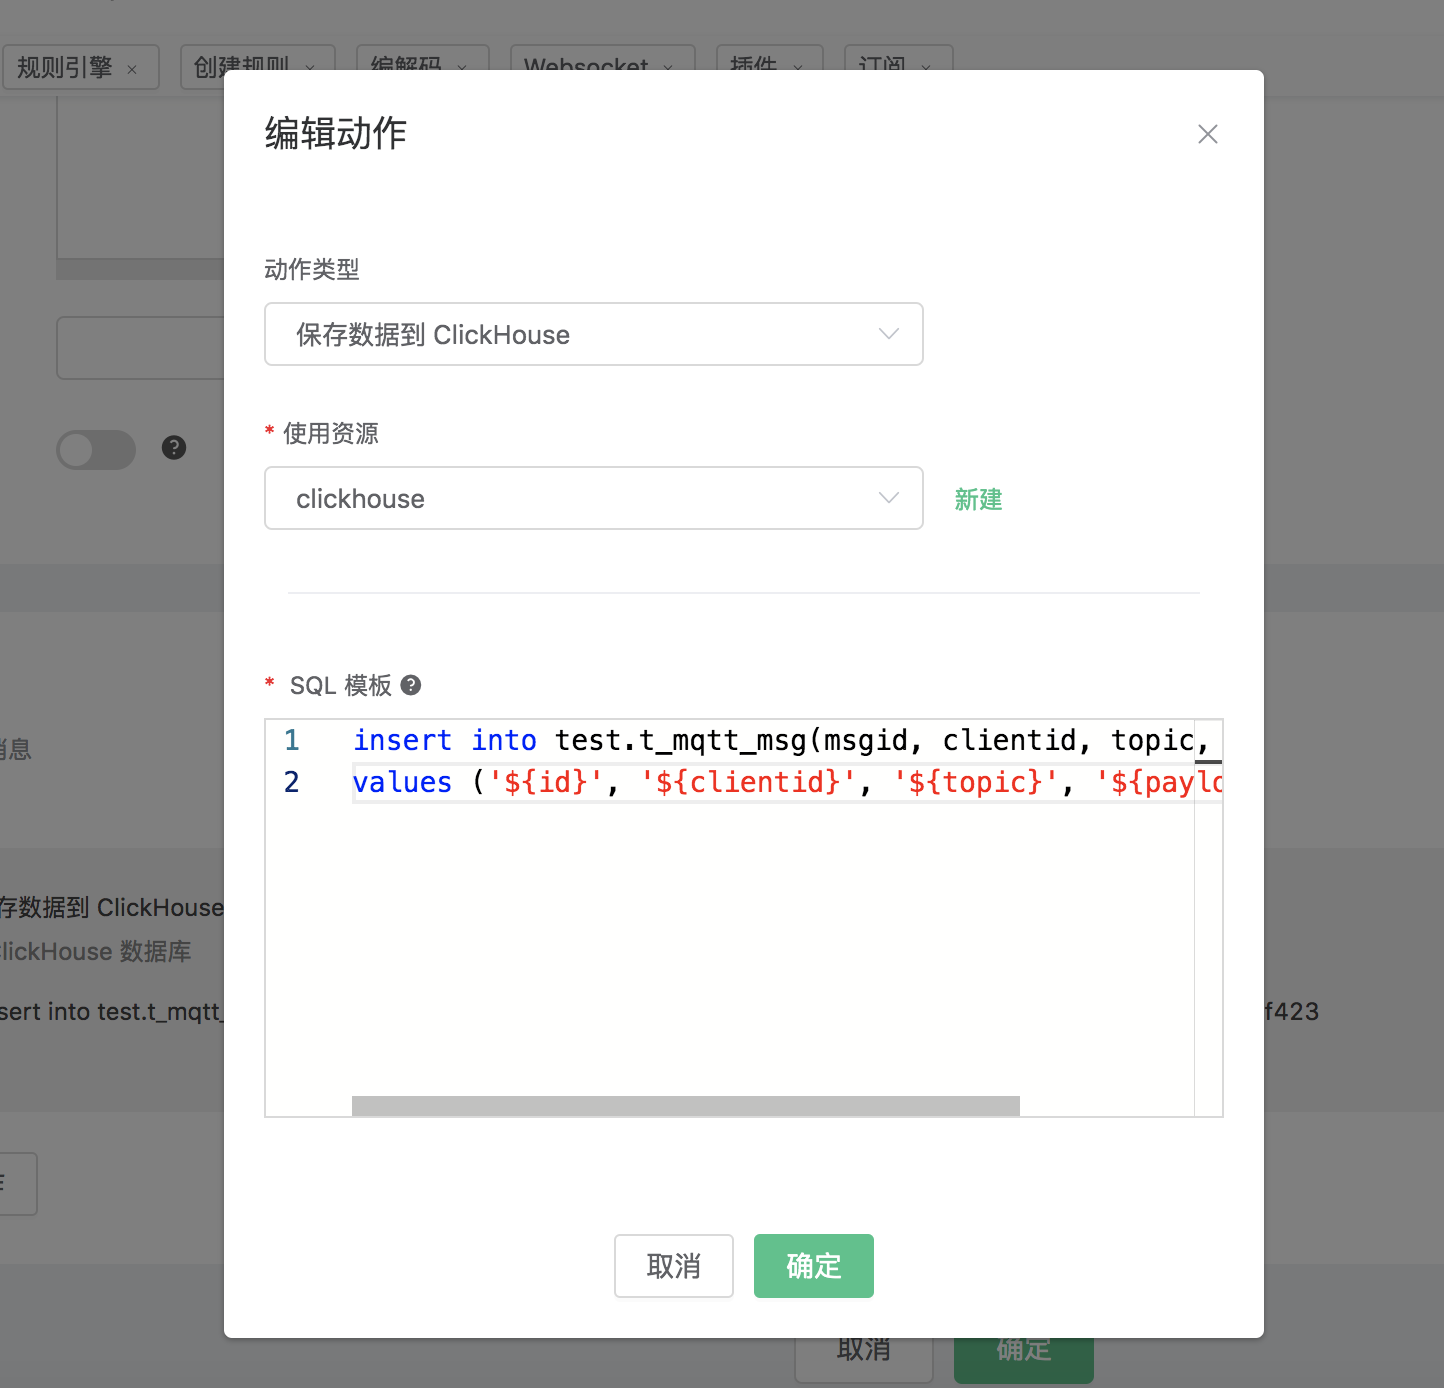 规则引擎 ×
创建规则
编解码
Websocket
插件
订阅
编辑动作
动作类型
保存数据到 ClickHouse
* 使用资源
clickhouse
新建
* SQL 模板 ?
1 insert into test.t_mqtt_msg(msgid, clientid, topic,
2 values ('${id}', '${clientid}', '${topic}', '${paylo
取消 确定
消息
存数据到 ClickHouse
ClickHouse 数据库
sert into test.t_mqtt_
f423
取消 确定